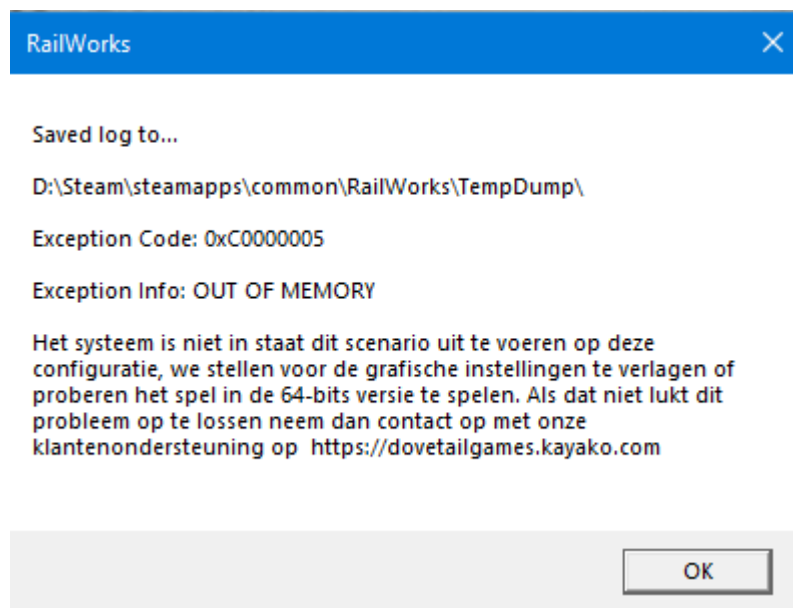 RailWorks
Saved log to...
D:\Steam\steamapps\common\RailWorks\TempDump\
Exception Code: 0xC0000005
Exception Info: OUT OF MEMORY
Het systeem is niet in staat dit scenario uit te voeren op deze
configuratie, we stellen voor de grafische instellingen te verlagen of
proberen het spel in de 64-bits versie te spelen. Als dat niet lukt dit
probleem op te lossen neem dan contact op met onze
klantenondersteuning op  https://dovetailgames.kayako.com
OK